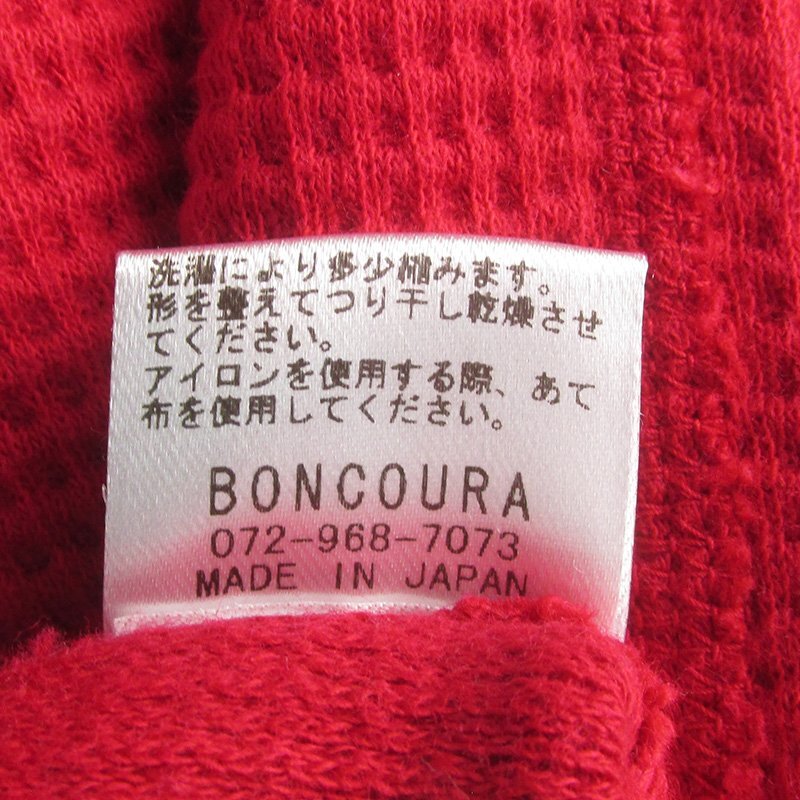 洗濯により多少縮みます。
形を整えてつり干し乾燥させ
てください。
アイロンを使用する際、あて
布を使用してください。
BONCOURA
072-968-7073
MADE IN JAPAN